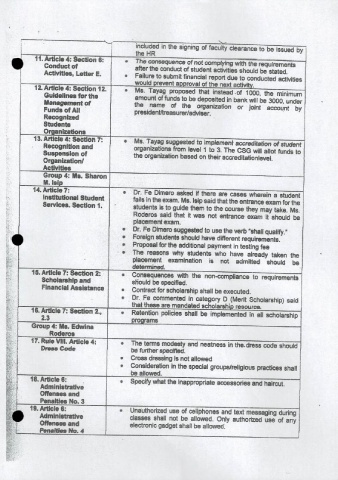 included in the signing of faculty clearance to be issued by
the HR
11. Article 4: Section 6:
Conduct of
Activities, Letter E.
• The consequence of not complying with the requirements
after the conduct of student activities should be stated.
• Failure to submit financial report due to conducted activities
would prevent approval of the next activity.
12. Article 4: Section 12.
Guidelines for the
Management of
Funds of All
Recognized
Students
Organizations
• Ms. Tayag proposed that instead of 1000, the minimum
amount of funds to be deposited in bank will be 3000, under
the name of the organization or joint account by
president/treasurer/adviser.
13. Article 4: Section 7:
Recognition and
Suspension of
Organization/
Activities
• Ms. Tayag suggested to implement accreditation of student
organizations from level 1 to 3. The CSG will allot funds to
the organization based on their accreditationlevel.
Group 4: Ms. Sharon
M. Isip
14. Article 7:
Institutional Student
Services. Section 1.
• Dr. Fe Dimero asked if there are cases wherein a student
fails in the exam. Ms. Isip said that the entrance exam for the
students is to guide them to the course they may take. Ms.
Roderos said that it was not entrance exam it should be
placement exam.
• Dr. Fe Dimero suggested to use the verb "shall qualify."
• Foreign students should have different requirements.
• Proposal for the additional payment in testing fee
• The reasons why students who have already taken the
placement examination is not admitted should be
determined.
15. Article 7: Section 2:
Scholarship and
Financial Assistance
• Consequences with the non-compliance to requirements
should be specified.
• Contract for scholarship shall be executed.
• Dr. Fe commented in category D (Merit Scholarship) said
that these are mandated scholarship resource.
16. Article 7: Section 2.,
2.3
• Retention policies shall be implemented in all scholarship
programs
Group 4: Ms. Edwina
Roderos
17. Rule VIII. Article 4:
Dress Code
• The terms modesty and neatness in the dress code should
be further specified.
• Cross dressing is not allowed
• Consideration in the special groups/religious practices shall
be allowed.
18. Article 6:
Administrative
Offenses and
Penalties No. 3
• Specify what the inappropriate accessories and haircut.
19. Article 6:
Administrative
Offenses and
Penalties No. 4
• Unauthorized use of cellphones and text messaging during
classes shall not be allowed. Only authorized use of any
electronic gadget shall be allowed.